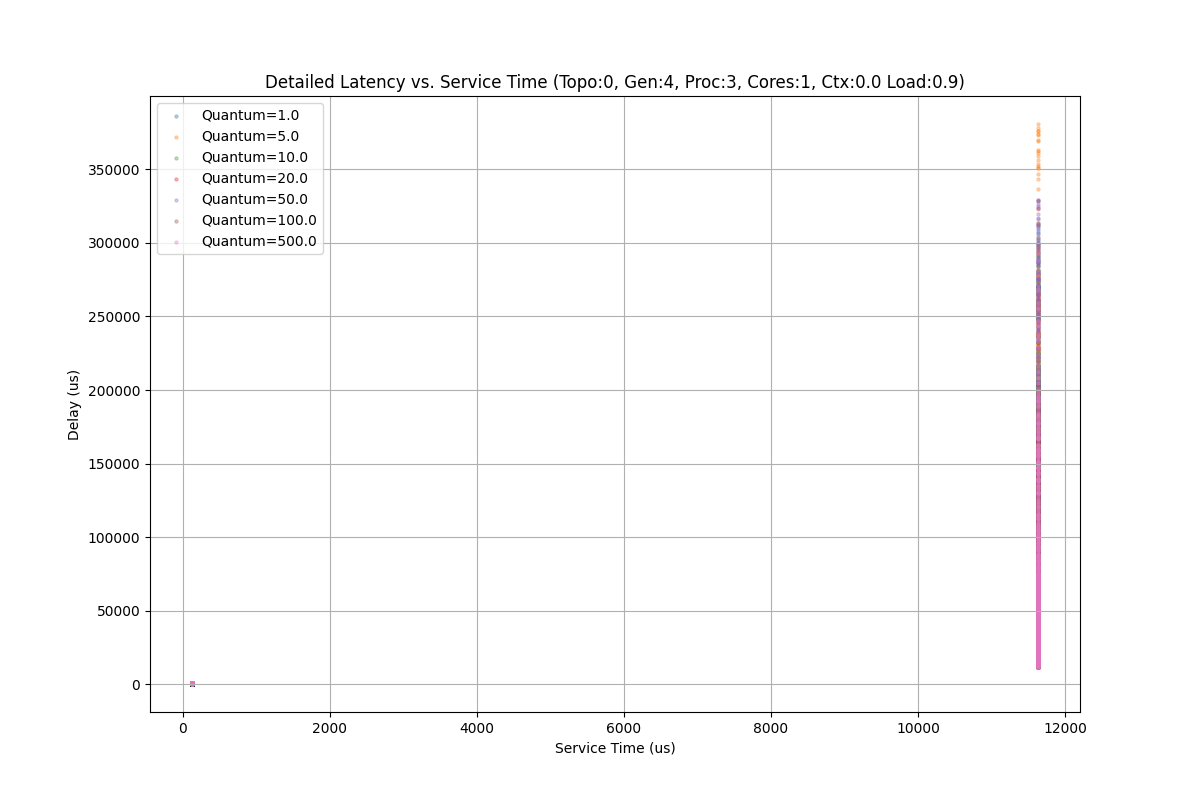 Detailed Latency vs. Service Time (Topo:0, Gen:4, Proc:3, Cores:1, Ctx:0.0 Load:0.9)
Quantum=1.0
Quantum=5.0
Quantum=10.0
Quantum=20.0
Quantum=50.0
Quantum=100.0
Quantum=500.0
Delay (us)
350000
300000
250000
200000
150000
100000
50000
0
0 2000 4000 6000 8000 10000 12000
Service Time (us)